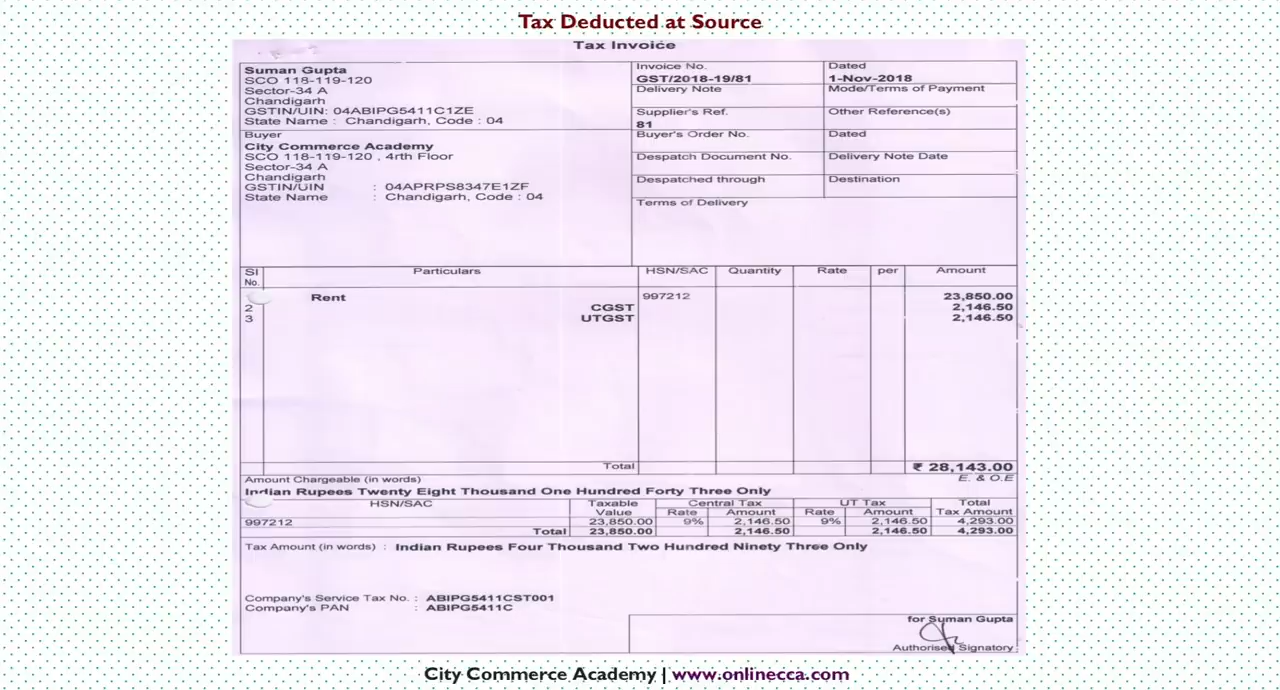 Tax Deducted at Source
Tax Invoice
Suman Gupta
SCO 118-119-120
Sector-34 A
Chandigarh
GSTIN/UIN: 04ABIPG5411C1ZE
State Name : Chandigarh, Code : 04
Invoice No.
GST/2018-19/81
Dated
1-Nov-2018
Delivery Note
Mode/Terms of Payment
Supplier's Ref.
81
Other Reference(s)
Buyer
City Commerce Academy
SCO 118-119-120 , 4rth Floor
Sector-34 A
Chandigarh
GSTIN/UIN : 04APRPS8347E1ZF
State Name : Chandigarh, Code : 04
Buyer's Order No.
Dated
Despatch Document No.
Delivery Note Date
Despatched through
Destination
Terms of Delivery
Sl No. Particulars HSN/SAC Quantity Rate per Amount
Rent 997212 23,850.00
2 CGST 2,146.50
3 UTGST 2,146.50
Total ₹ 28,143.00
Amount Chargeable (in words) E. & O.E
Indian Rupees Twenty Eight Thousand One Hundred Forty Three Only
HSN/SAC Taxable Central Tax UT Tax Total
Value Rate Amount Rate Amount Tax Amount
997212 23,850.00 9% 2,146.50 9% 2,146.50 4,293.00
Total 23,850.00 2,146.50 2,146.50 4,293.00
Tax Amount (in words) : Indian Rupees Four Thousand Two Hundred Ninety Three Only
Company's Service Tax No. : ABIPG5411CST001
Company's PAN : ABIPG5411C
for Suman Gupta
Authorised Signatory
City Commerce Academy | www.onlinecca.com